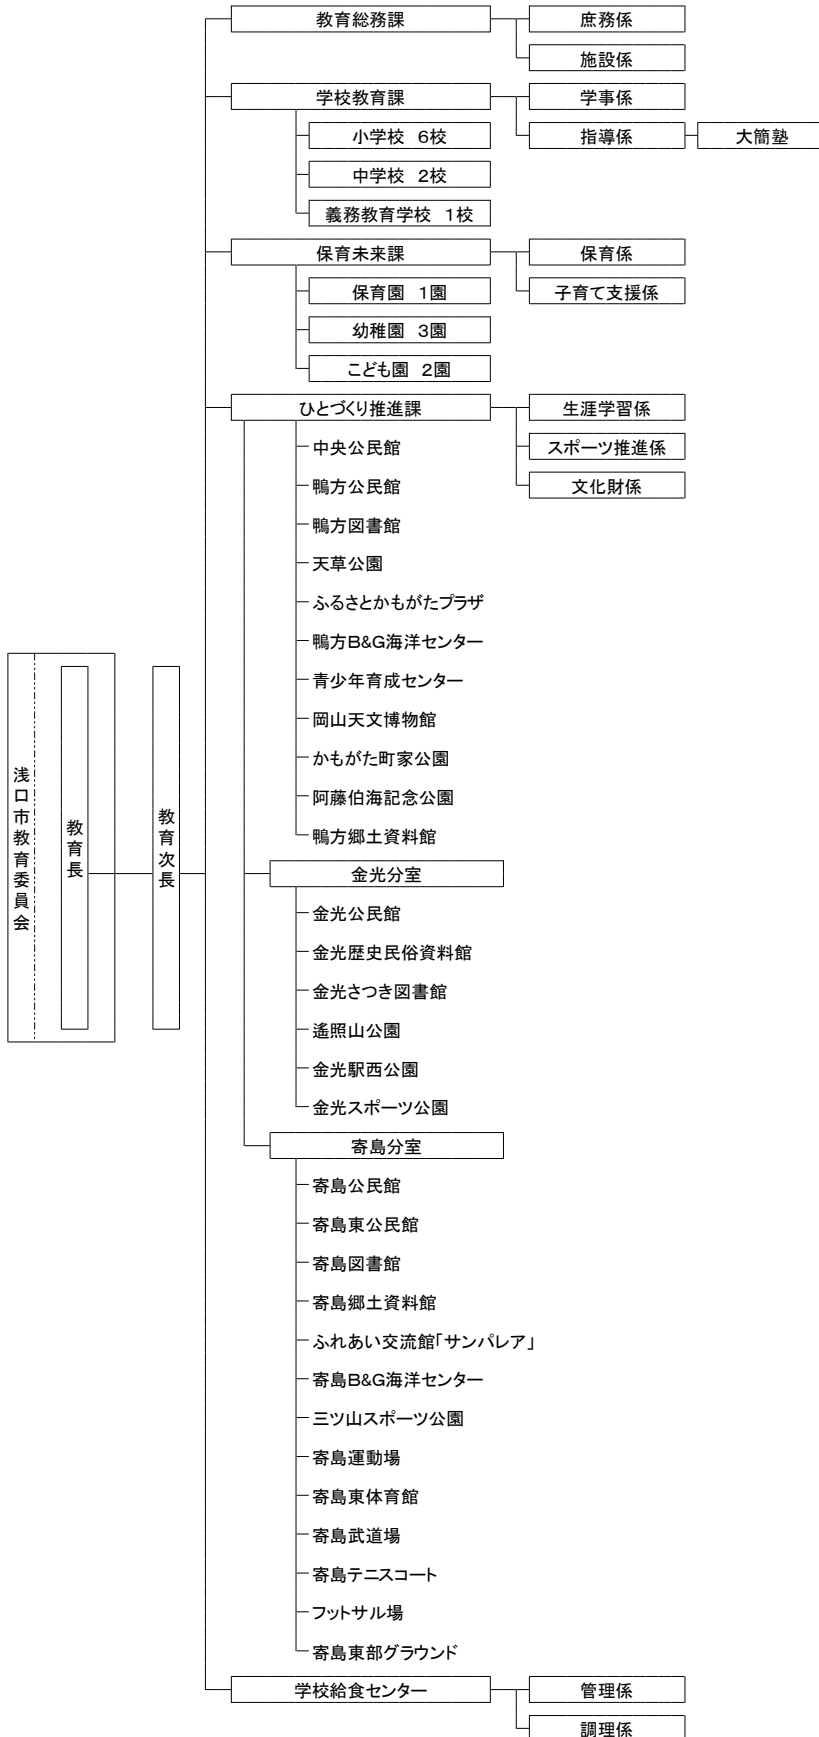 教育総務課
庶務係
施設係
学校教育課
学事係
小学校 6校
指導係
大簡塾
中学校 2校
義務教育学校 1校
保育未来課
保育係
保育園 1園
子育て支援係
幼稚園 3園
こども園 2園
ひとづくり推進課
生涯学習係
中央公民館
スポーツ推進係
鴨方公民館
文化財係
鴨方図書館
天草公園
ふるさとかもがたプラザ
鴨方B&G海洋センター
青少年育成センター
岡山天文博物館
かもがた町家公園
阿藤伯海記念公園
鴨方郷土資料館
浅口市教育委員会
教育長
教育次長
金光分室
金光公民館
金光歴史民俗資料館
金光さつき図書館
遙照山公園
金光駅西公園
金光スポーツ公園
寄島分室
寄島公民館
寄島東公民館
寄島図書館
寄島郷土資料館
ふれあい交流館「サンパレア」
寄島B&G海洋センター
三ツ山スポーツ公園
寄島運動場
寄島東体育館
寄島武道場
寄島テニスコート
フットサル場
寄島東部グラウンド
学校給食センター
管理係
調理係